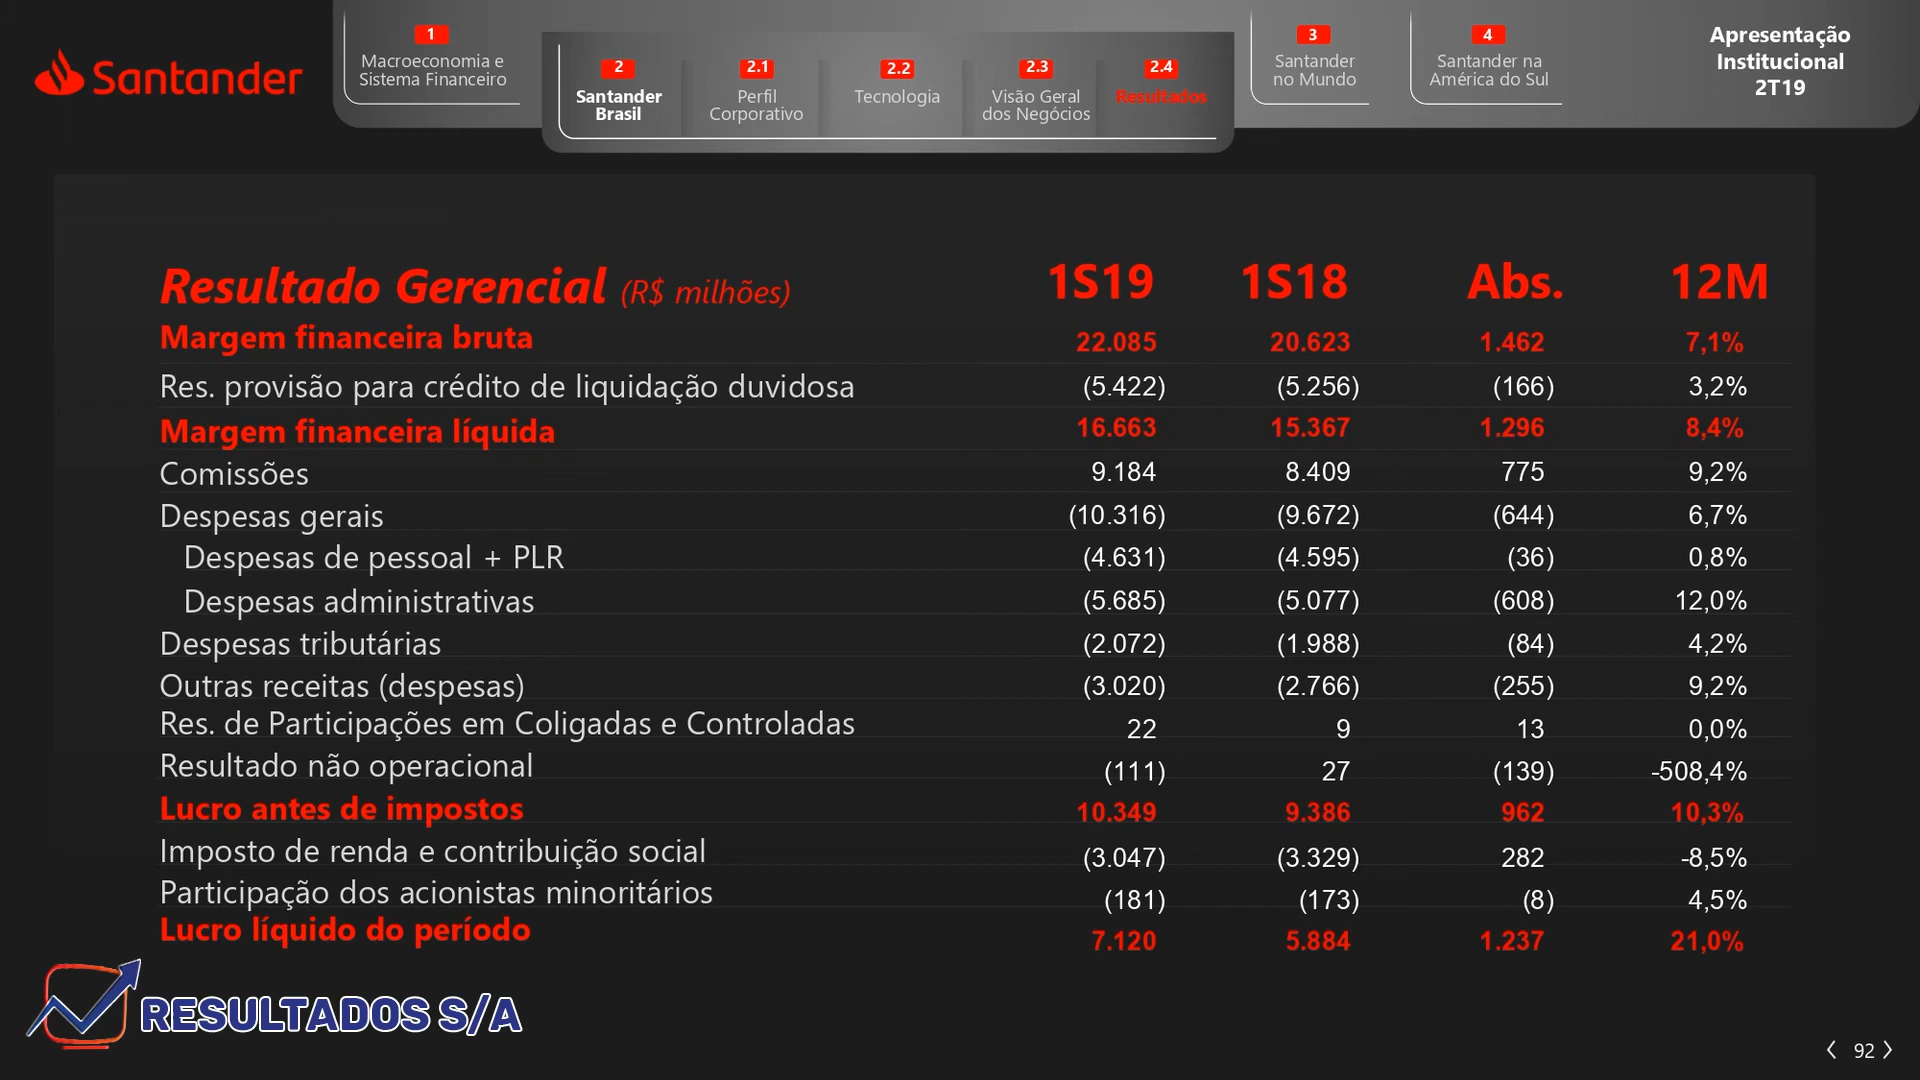 Santander
1
Macroeconomia e
Sistema Financeiro
2
Santander
Brasil
2.1
Perfil
Corporativo
2.2
Tecnologia
2.3
Visão Geral
dos Negócios
2.4
Resultados
3
Santander
no Mundo
4
Santander na
América do Sul
Apresentação
Institucional
2T19
Resultado Gerencial (R$ milhões) 1S19 1S18 Abs. 12M
Margem financeira bruta 22.085 20.623 1.462 7,1%
Res. provisão para crédito de liquidação duvidosa (5.422) (5.256) (166) 3,2%
Margem financeira líquida 16.663 15.367 1.296 8,4%
Comissões 9.184 8.409 775 9,2%
Despesas gerais (10.316) (9.672) (644) 6,7%
Despesas de pessoal + PLR (4.631) (4.595) (36) 0,8%
Despesas administrativas (5.685) (5.077) (608) 12,0%
Despesas tributárias (2.072) (1.988) (84) 4,2%
Outras receitas (despesas) (3.020) (2.766) (255) 9,2%
Res. de Participações em Coligadas e Controladas 22 9 13 0,0%
Resultado não operacional (111) 27 (139) -508,4%
Lucro antes de impostos 10.349 9.386 962 10,3%
Imposto de renda e contribuição social (3.047) (3.329) 282 -8,5%
Participação dos acionistas minoritários (181) (173) (8) 4,5%
Lucro líquido do período 7.120 5.884 1.237 21,0%
RESULTADOS S/A
92